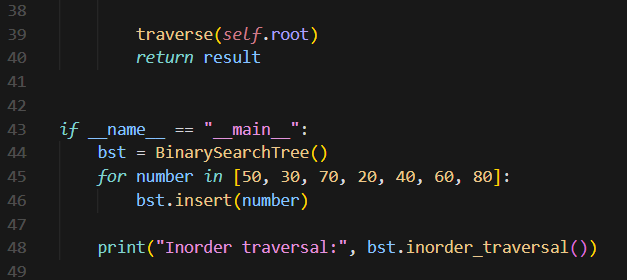 38
39 traverse(self.root)
40 return result
41
42
43 if __name__ == "__main__":
44 bst = BinarySearchTree()
45 for number in [50, 30, 70, 20, 40, 60, 80]:
46 bst.insert(number)
47
48 print("Inorder traversal:", bst.inorder_traversal())
49